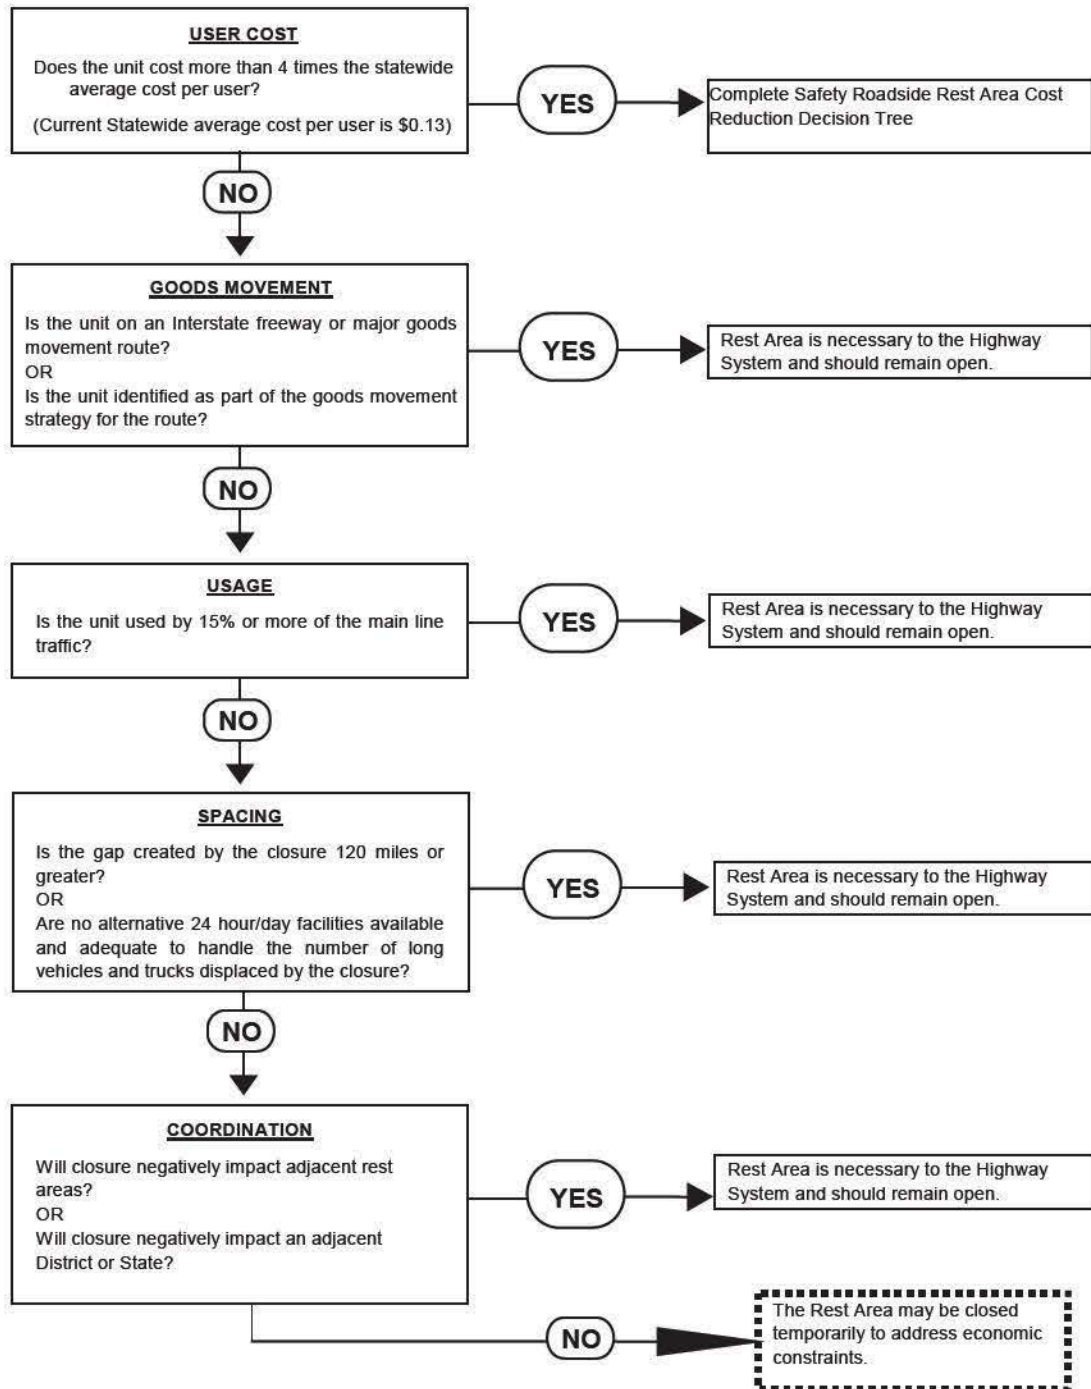 USER COST
Does the unit cost more than 4 times the statewide
average cost per user?
(Current Statewide average cost per user is $0.13)
YES
Complete Safety Roadside Rest Area Cost
Reduction Decision Tree
NO
GOODS MOVEMENT
Is the unit on an Interstate freeway or major goods
movement route?
OR
Is the unit identified as part of the goods movement
strategy for the route?
YES
Rest Area is necessary to the Highway
System and should remain open.
NO
USAGE
Is the unit used by 15% or more of the main line
traffic?
YES
Rest Area is necessary to the Highway
System and should remain open.
NO
SPACING
Is the gap created by the closure 120 miles or
greater?
OR
Are no alternative 24 hour/day facilities available
and adequate to handle the number of long
vehicles and trucks displaced by the closure?
YES
Rest Area is necessary to the Highway
System and should remain open.
NO
COORDINATION
Will closure negatively impact adjacent rest
areas?
OR
Will closure negatively impact an adjacent
District or State?
YES
Rest Area is necessary to the Highway
System and should remain open.
NO
The Rest Area may be closed
temporarily to address economic
constraints.